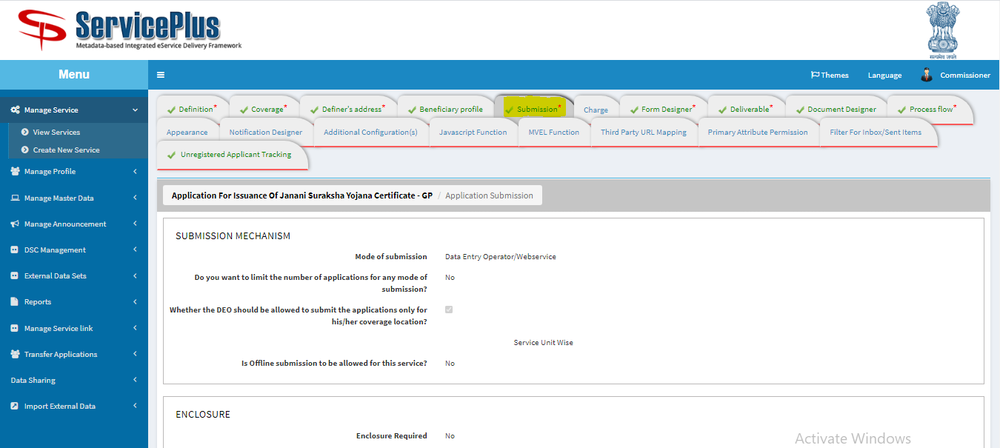 ServicePlus
Metadata-based Integrated eService Delivery Framework
सत्यमेव जयते
Menu
Themes Language Commissioner
Manage Service
View Services
Create New Service
Manage Profile
Manage Master Data
Manage Announcement
DSC Management
External Data Sets
Reports
Manage Service link
Transfer Applications
Data Sharing
Import External Data
Definition* Coverage* Definer's address* Beneficiary profile Submission* Charge Form Designer* Deliverable* Document Designer Process flow*
Appearance Notification Designer Additional Configuration(s) Javascript Function MVEL Function Third Party URL Mapping Primary Attribute Permission Filter For Inbox/Sent Items
Unregistered Applicant Tracking
Application For Issuance Of Janani Suraksha Yojana Certificate - GP / Application Submission
SUBMISSION MECHANISM
Mode of submission Data Entry Operator/Webservice
Do you want to limit the number of applications for any mode of No
submission?
Whether the DEO should be allowed to submit the applications only for
his/her coverage location?
Service Unit Wise
Is Offline submission to be allowed for this service? No
ENCLOSURE
Enclosure Required No
Activate Windows